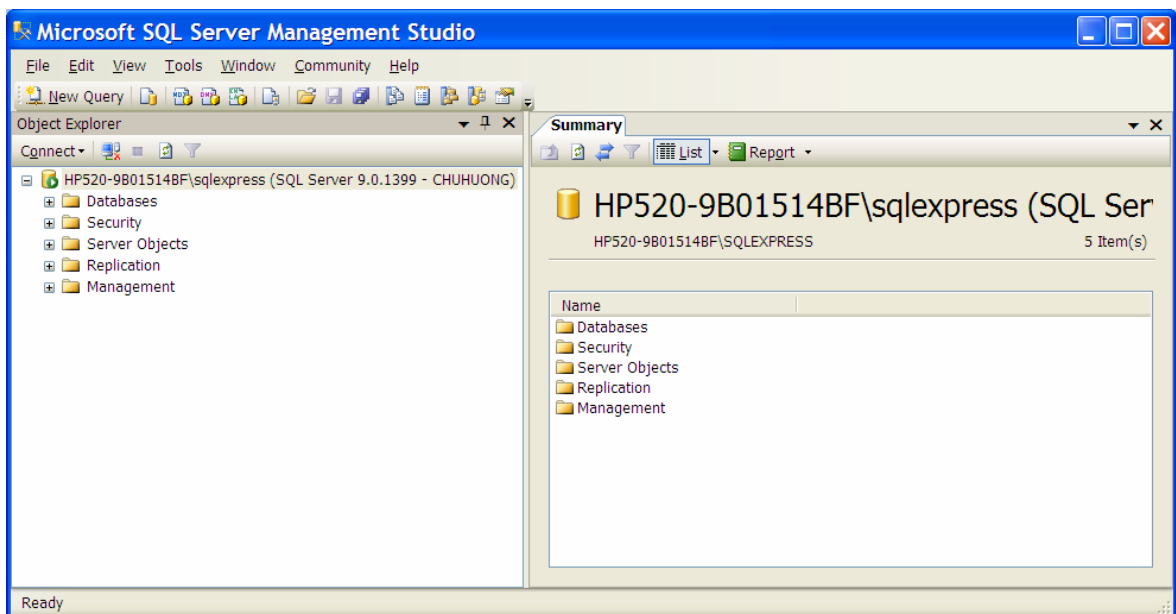 Microsoft SQL Server Management Studio
File Edit View Tools Window Community Help
New Query
Object Explorer
Connect
HP520-9B01514BF\sqlexpress (SQL Server 9.0.1399 - CHUHUONG)
Databases
Security
Server Objects
Replication
Management
Summary
List Report
HP520-9B01514BF\sqlexpress (SQL Ser
HP520-9B01514BF\SQLEXPRESS 5 Item(s)
Name
Databases
Security
Server Objects
Replication
Management
Ready